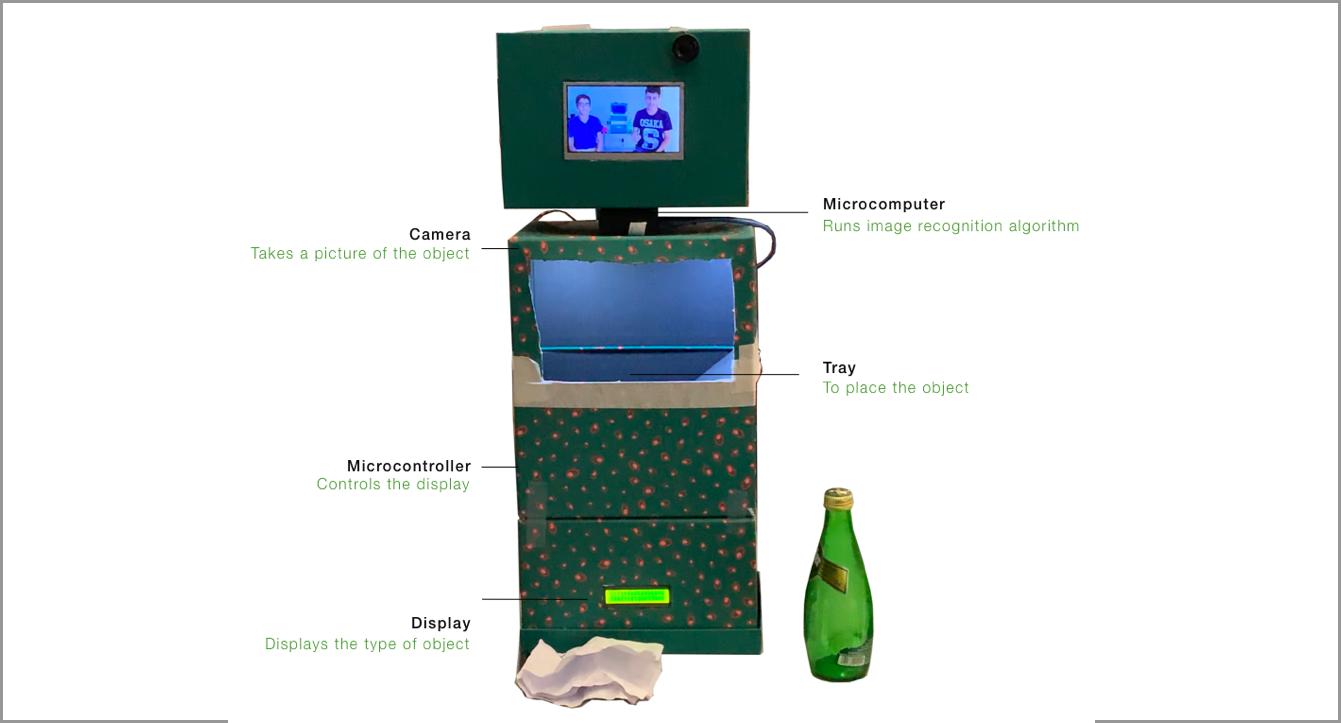 OSAKA
S
Microcomputer
Runs image recognition algorithm
Camera
Takes a picture of the object
Tray
To place the object
Microcontroller
Controls the display
Display
Displays the type of object